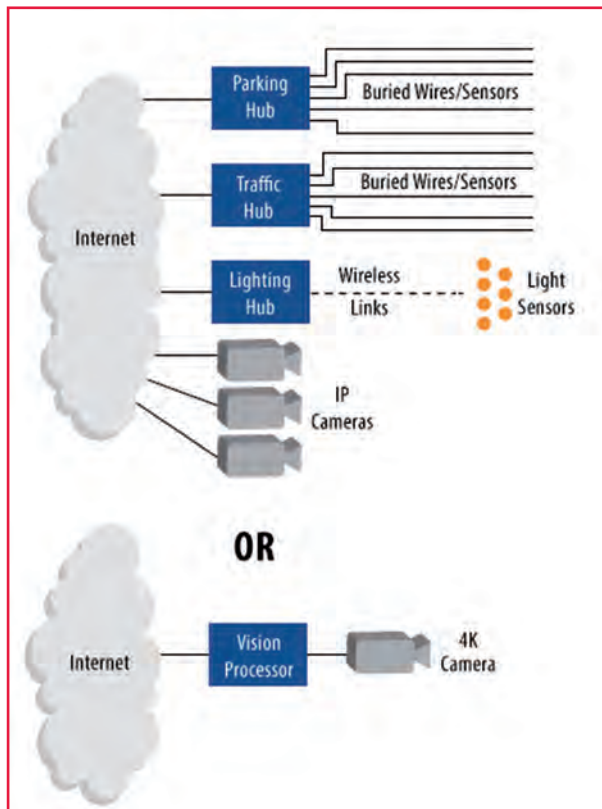 Parking
Hub
Buried Wires/Sensors
Traffic
Hub
Buried Wires/Sensors
Internet
Lighting
Hub
Wireless
Links
Light
Sensors
IP
Cameras
OR
Internet
Vision
Processor
4K
Camera